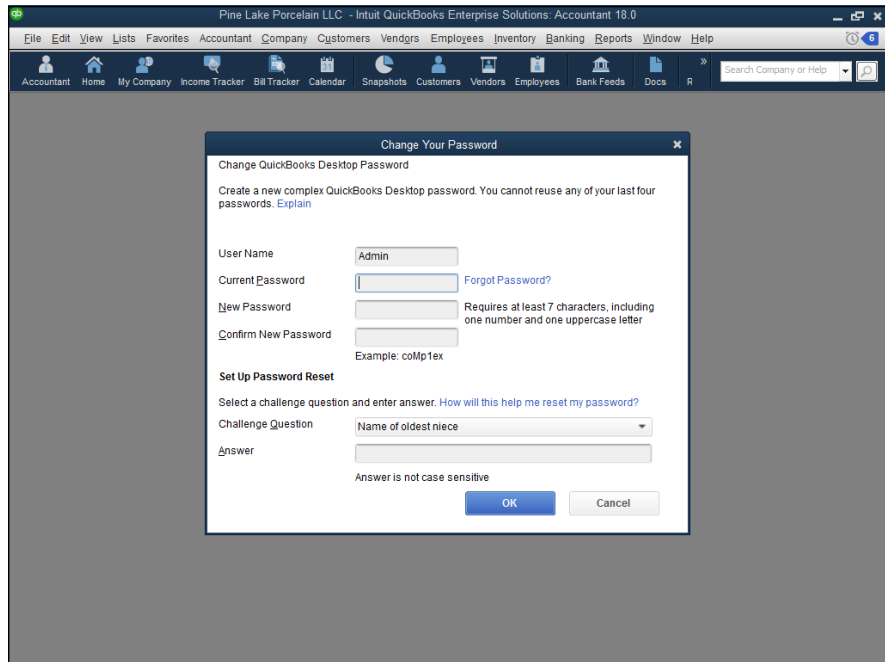 Pine Lake Porcelain LLC - Intuit QuickBooks Enterprise Solutions: Accountant 18.0
File Edit View Lists Favorites Accountant Company Customers Vendors Employees Inventory Banking Reports Window Help
6
Accountant Home My Company Income Tracker Bill Tracker Calendar Snapshots Customers Vendors Employees Bank Feeds Docs R » Search Company or Help
31
Change Your Password
Change QuickBooks Desktop Password
Create a new complex QuickBooks Desktop password. You cannot reuse any of your last four
passwords. Explain
User Name Admin
Current Password Forgot Password?
New Password Requires at least 7 characters, including
one number and one uppercase letter
Confirm New Password
Example: coMp1ex
Set Up Password Reset
Select a challenge question and enter answer. How will this help me reset my password?
Challenge Question Name of oldest niece
Answer
Answer is not case sensitive
OK Cancel